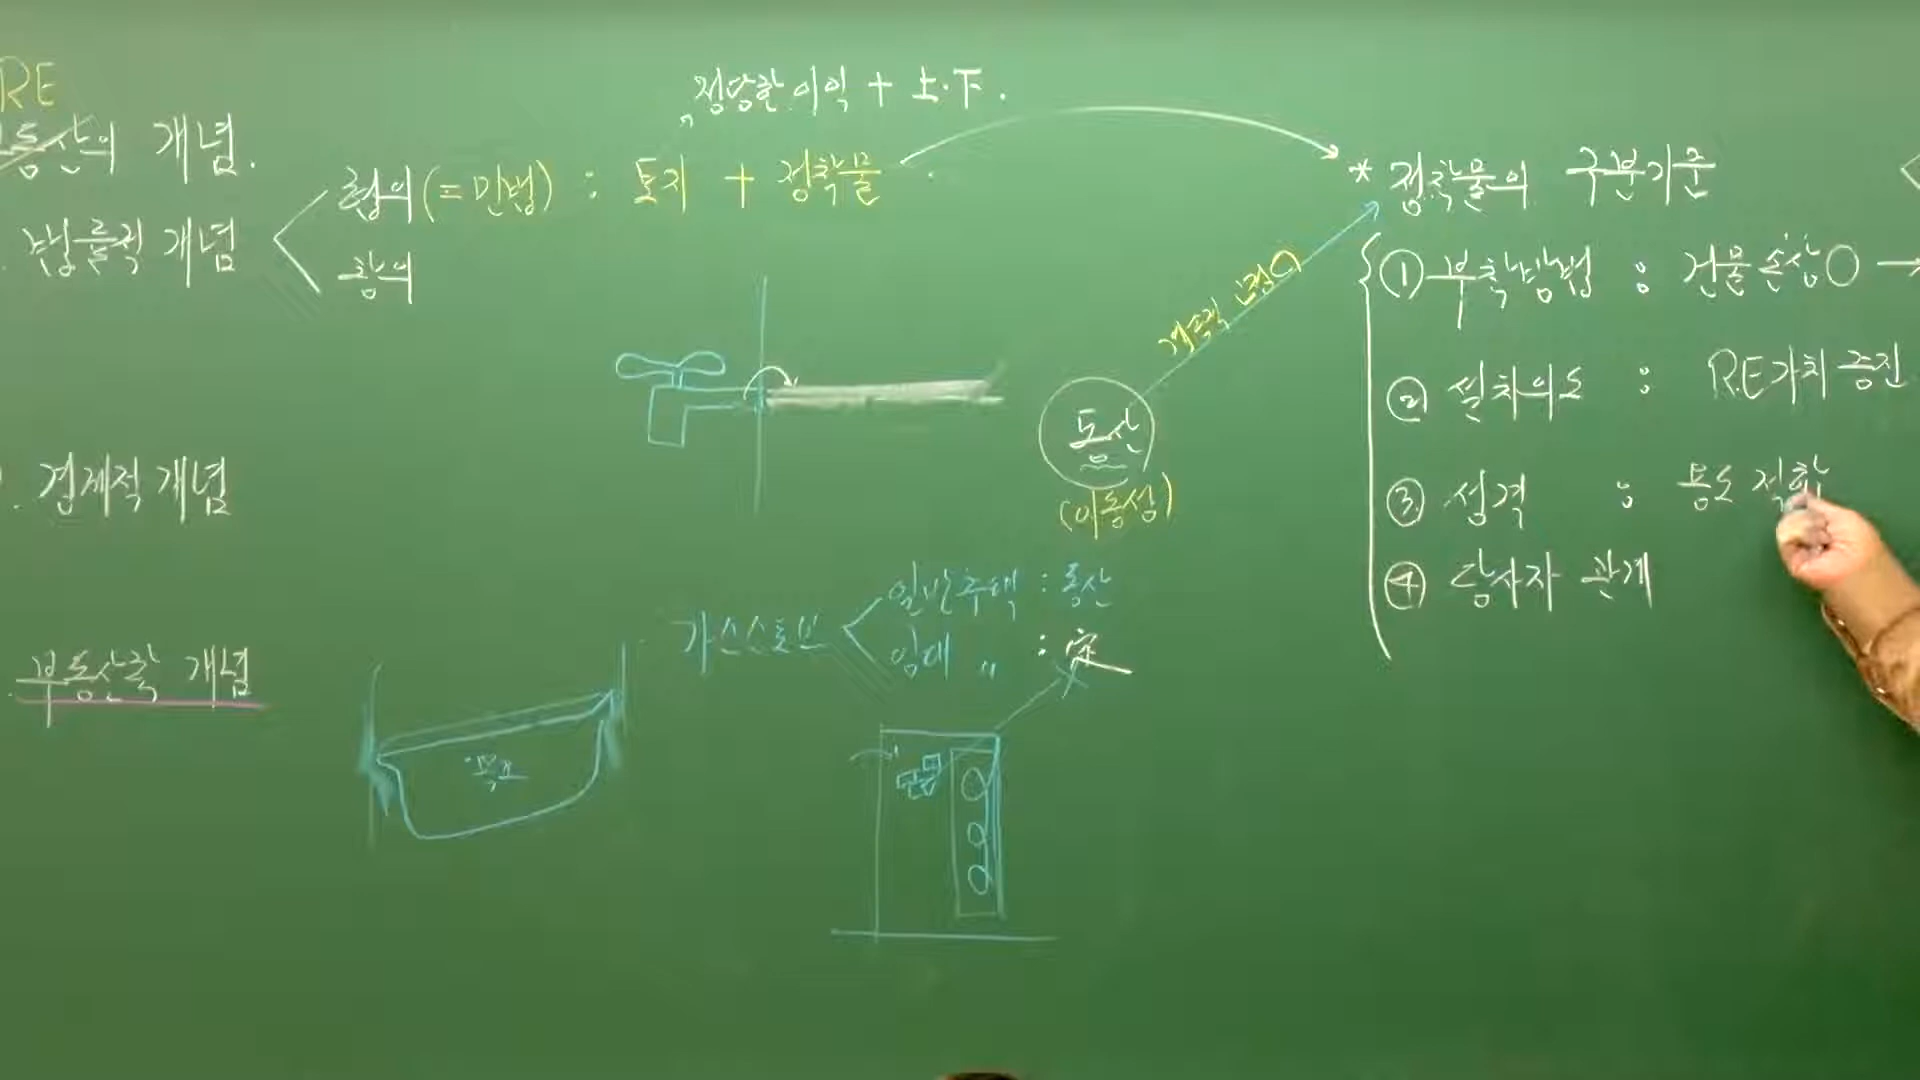 RE
부동산의 개념.
정당한 이익 + 上·下.
법률적 개념
협의(=민법) : 토지 + 정착물
광의
경제적 개념
부동산학 개념
동산
(이동성)
가스스토브
일반주택 : 동산
임대 〃 : 定
욕조
* 정착물의 구분기준
① 부착방법 : 건물손상○ →
② 설치의도 : R.E가치 증진
③ 성격 : 용도 적합
④ 당사자 관계